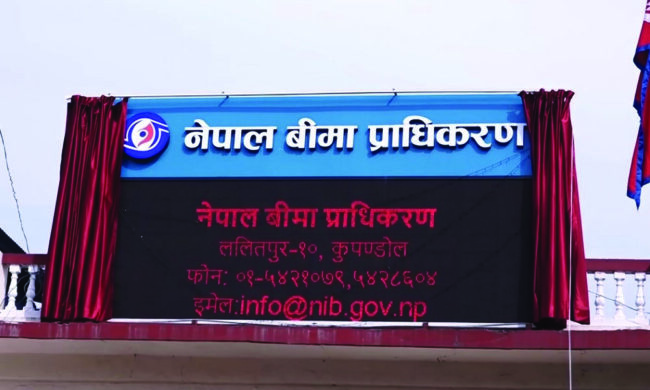 नेपाल बीमा प्राधिकरण
नेपाल बीमा प्राधिकरण
ललितपुर-१०, कुपण्डोल
फोन: ०१-५४२१०७९,५४२८६०४
इमेल:info@nib.gov.np